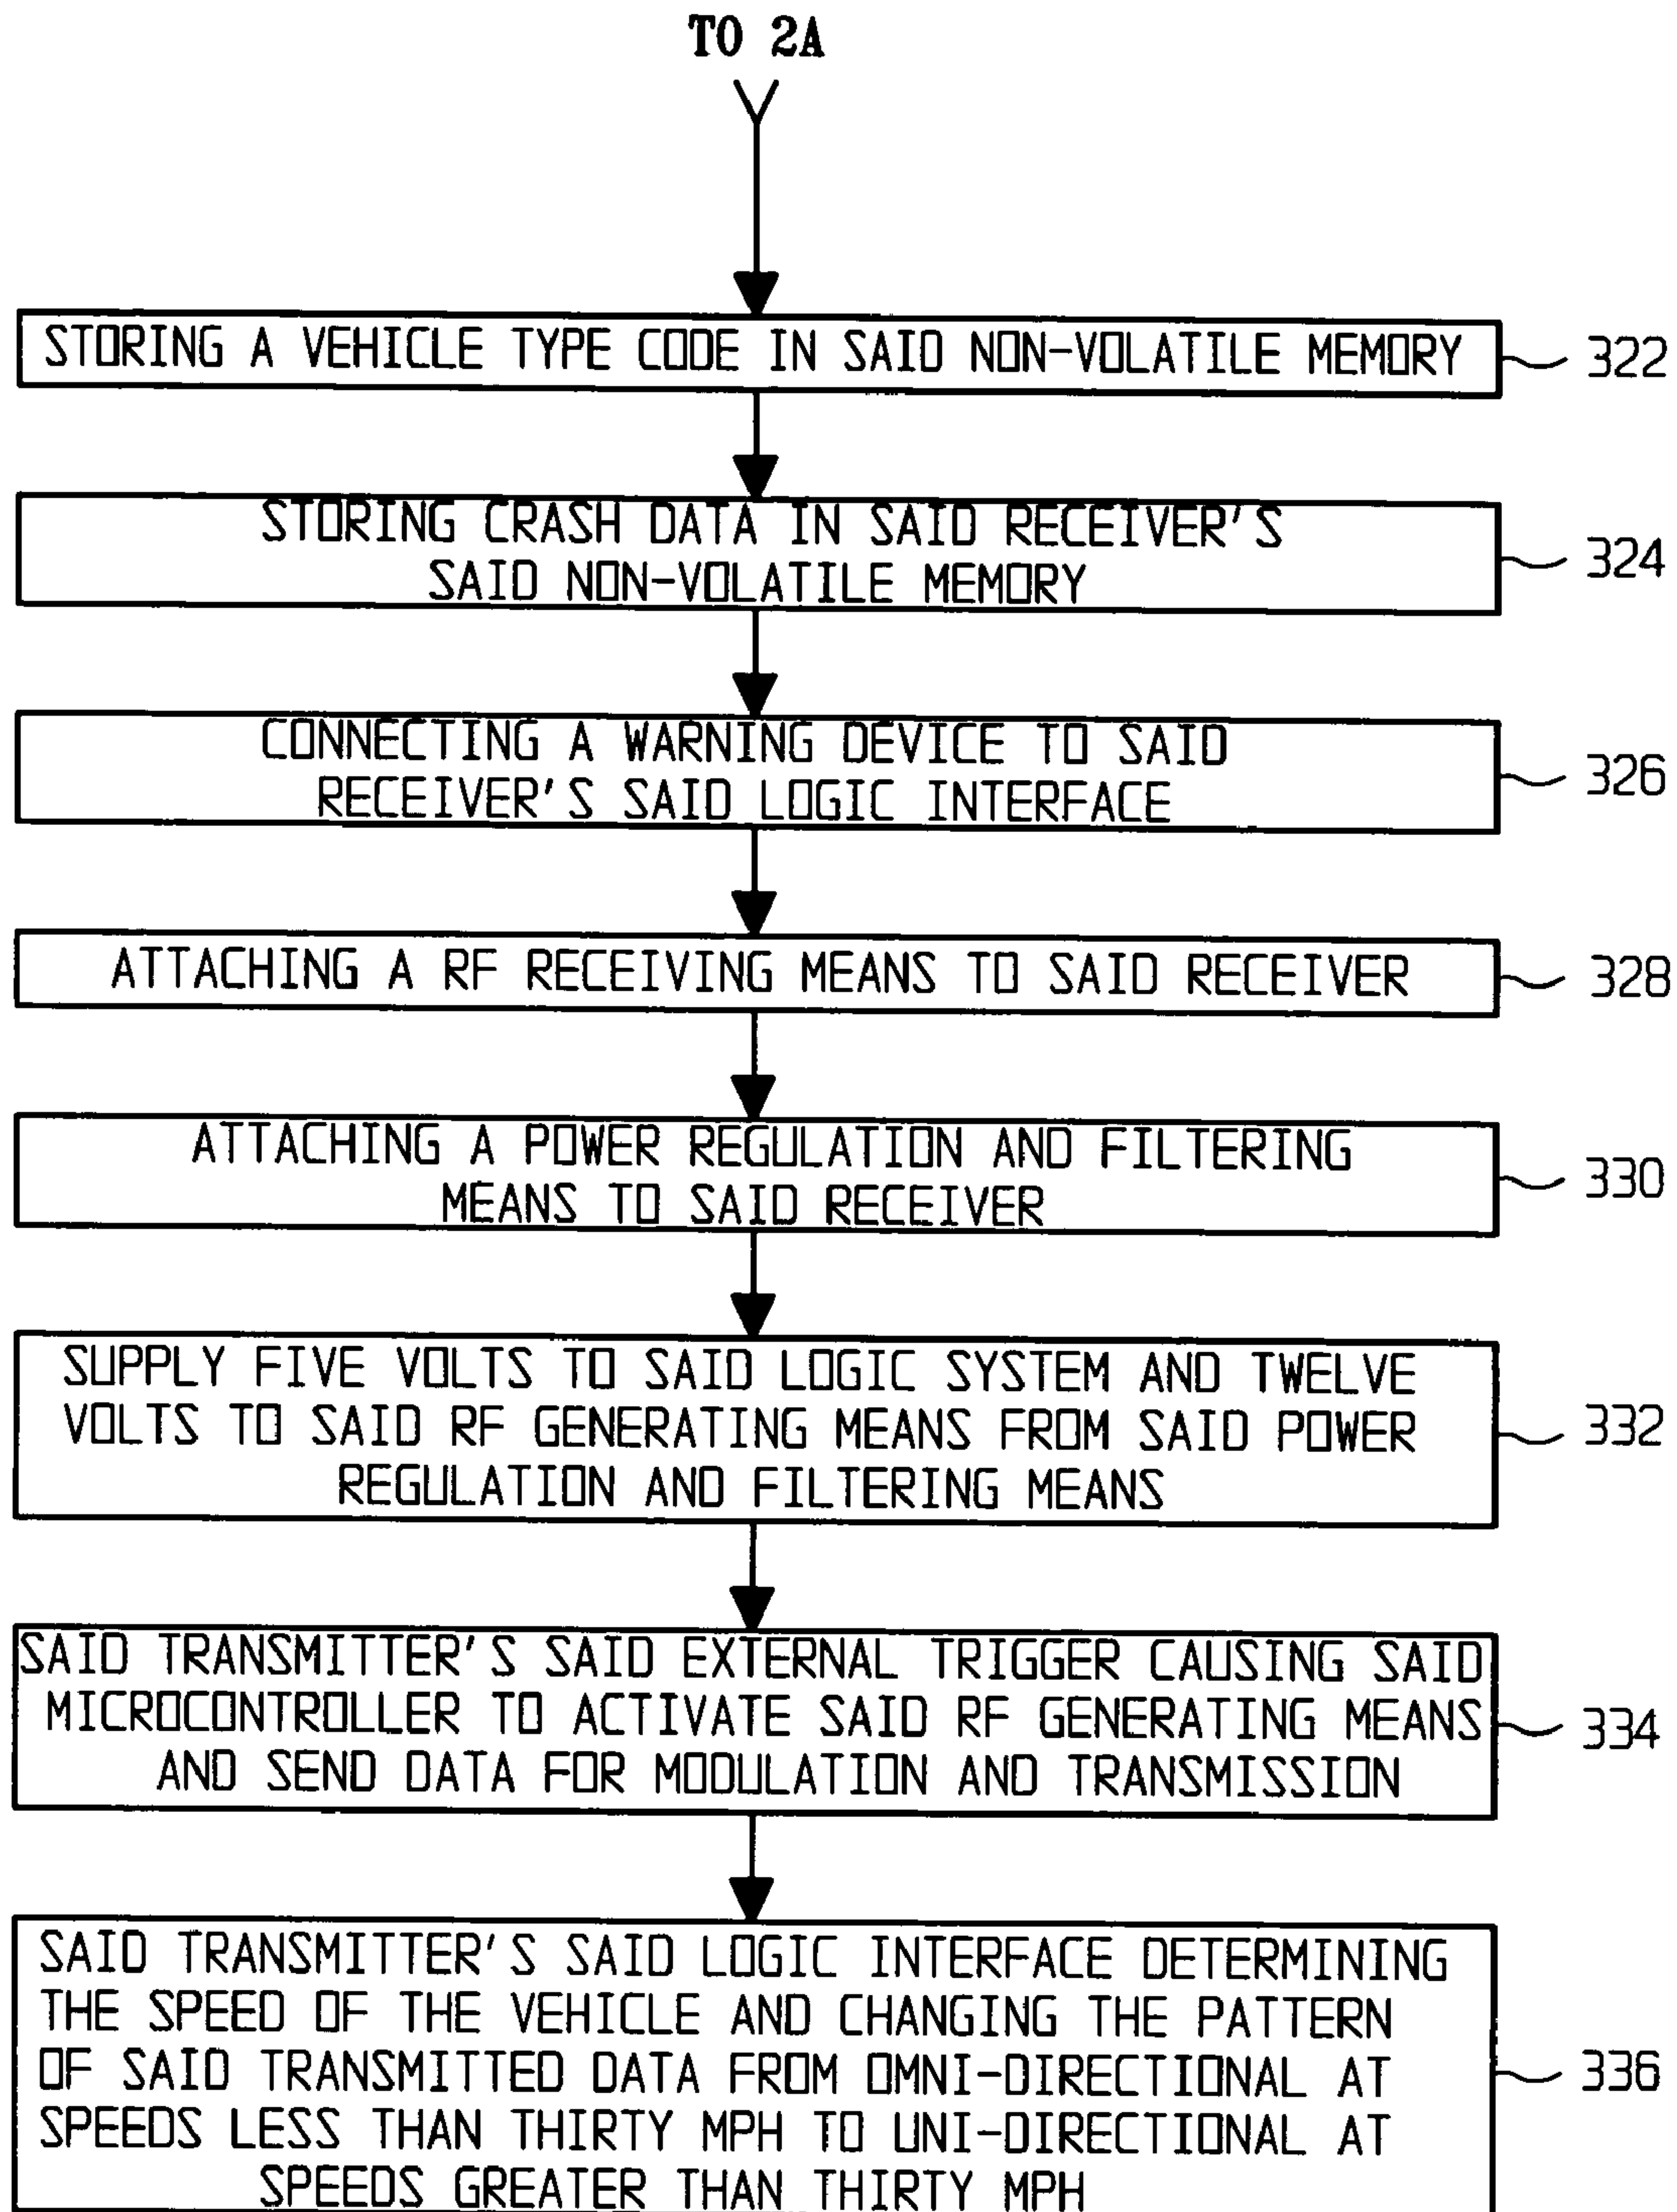 TO 2A
STORING A VEHICLE TYPE CODE IN SAID NON-VOLATILE MEMORY
322
STORING CRASH DATA IN SAID RECEIVER'S
SAID NON-VOLATILE MEMORY
324
CONNECTING A WARNING DEVICE TO SAID
RECEIVER'S SAID LOGIC INTERFACE
326
ATTACHING A RF RECEIVING MEANS TO SAID RECEIVER
328
ATTACHING A POWER REGULATION AND FILTERING
MEANS TO SAID RECEIVER
330
SUPPLY FIVE VOLTS TO SAID LOGIC SYSTEM AND TWELVE
VOLTS TO SAID RF GENERATING MEANS FROM SAID POWER
REGULATION AND FILTERING MEANS
332
SAID TRANSMITTER'S SAID EXTERNAL TRIGGER CAUSING SAID
MICROCONTROLLER TO ACTIVATE SAID RF GENERATING MEANS
AND SEND DATA FOR MODULATION AND TRANSMISSION
334
SAID TRANSMITTER'S SAID LOGIC INTERFACE DETERMINING
THE SPEED OF THE VEHICLE AND CHANGING THE PATTERN
OF SAID TRANSMITTED DATA FROM OMNI-DIRECTIONAL AT
SPEEDS LESS THAN THIRTY MPH TO UNI-DIRECTIONAL AT
SPEEDS GREATER THAN THIRTY MPH
336